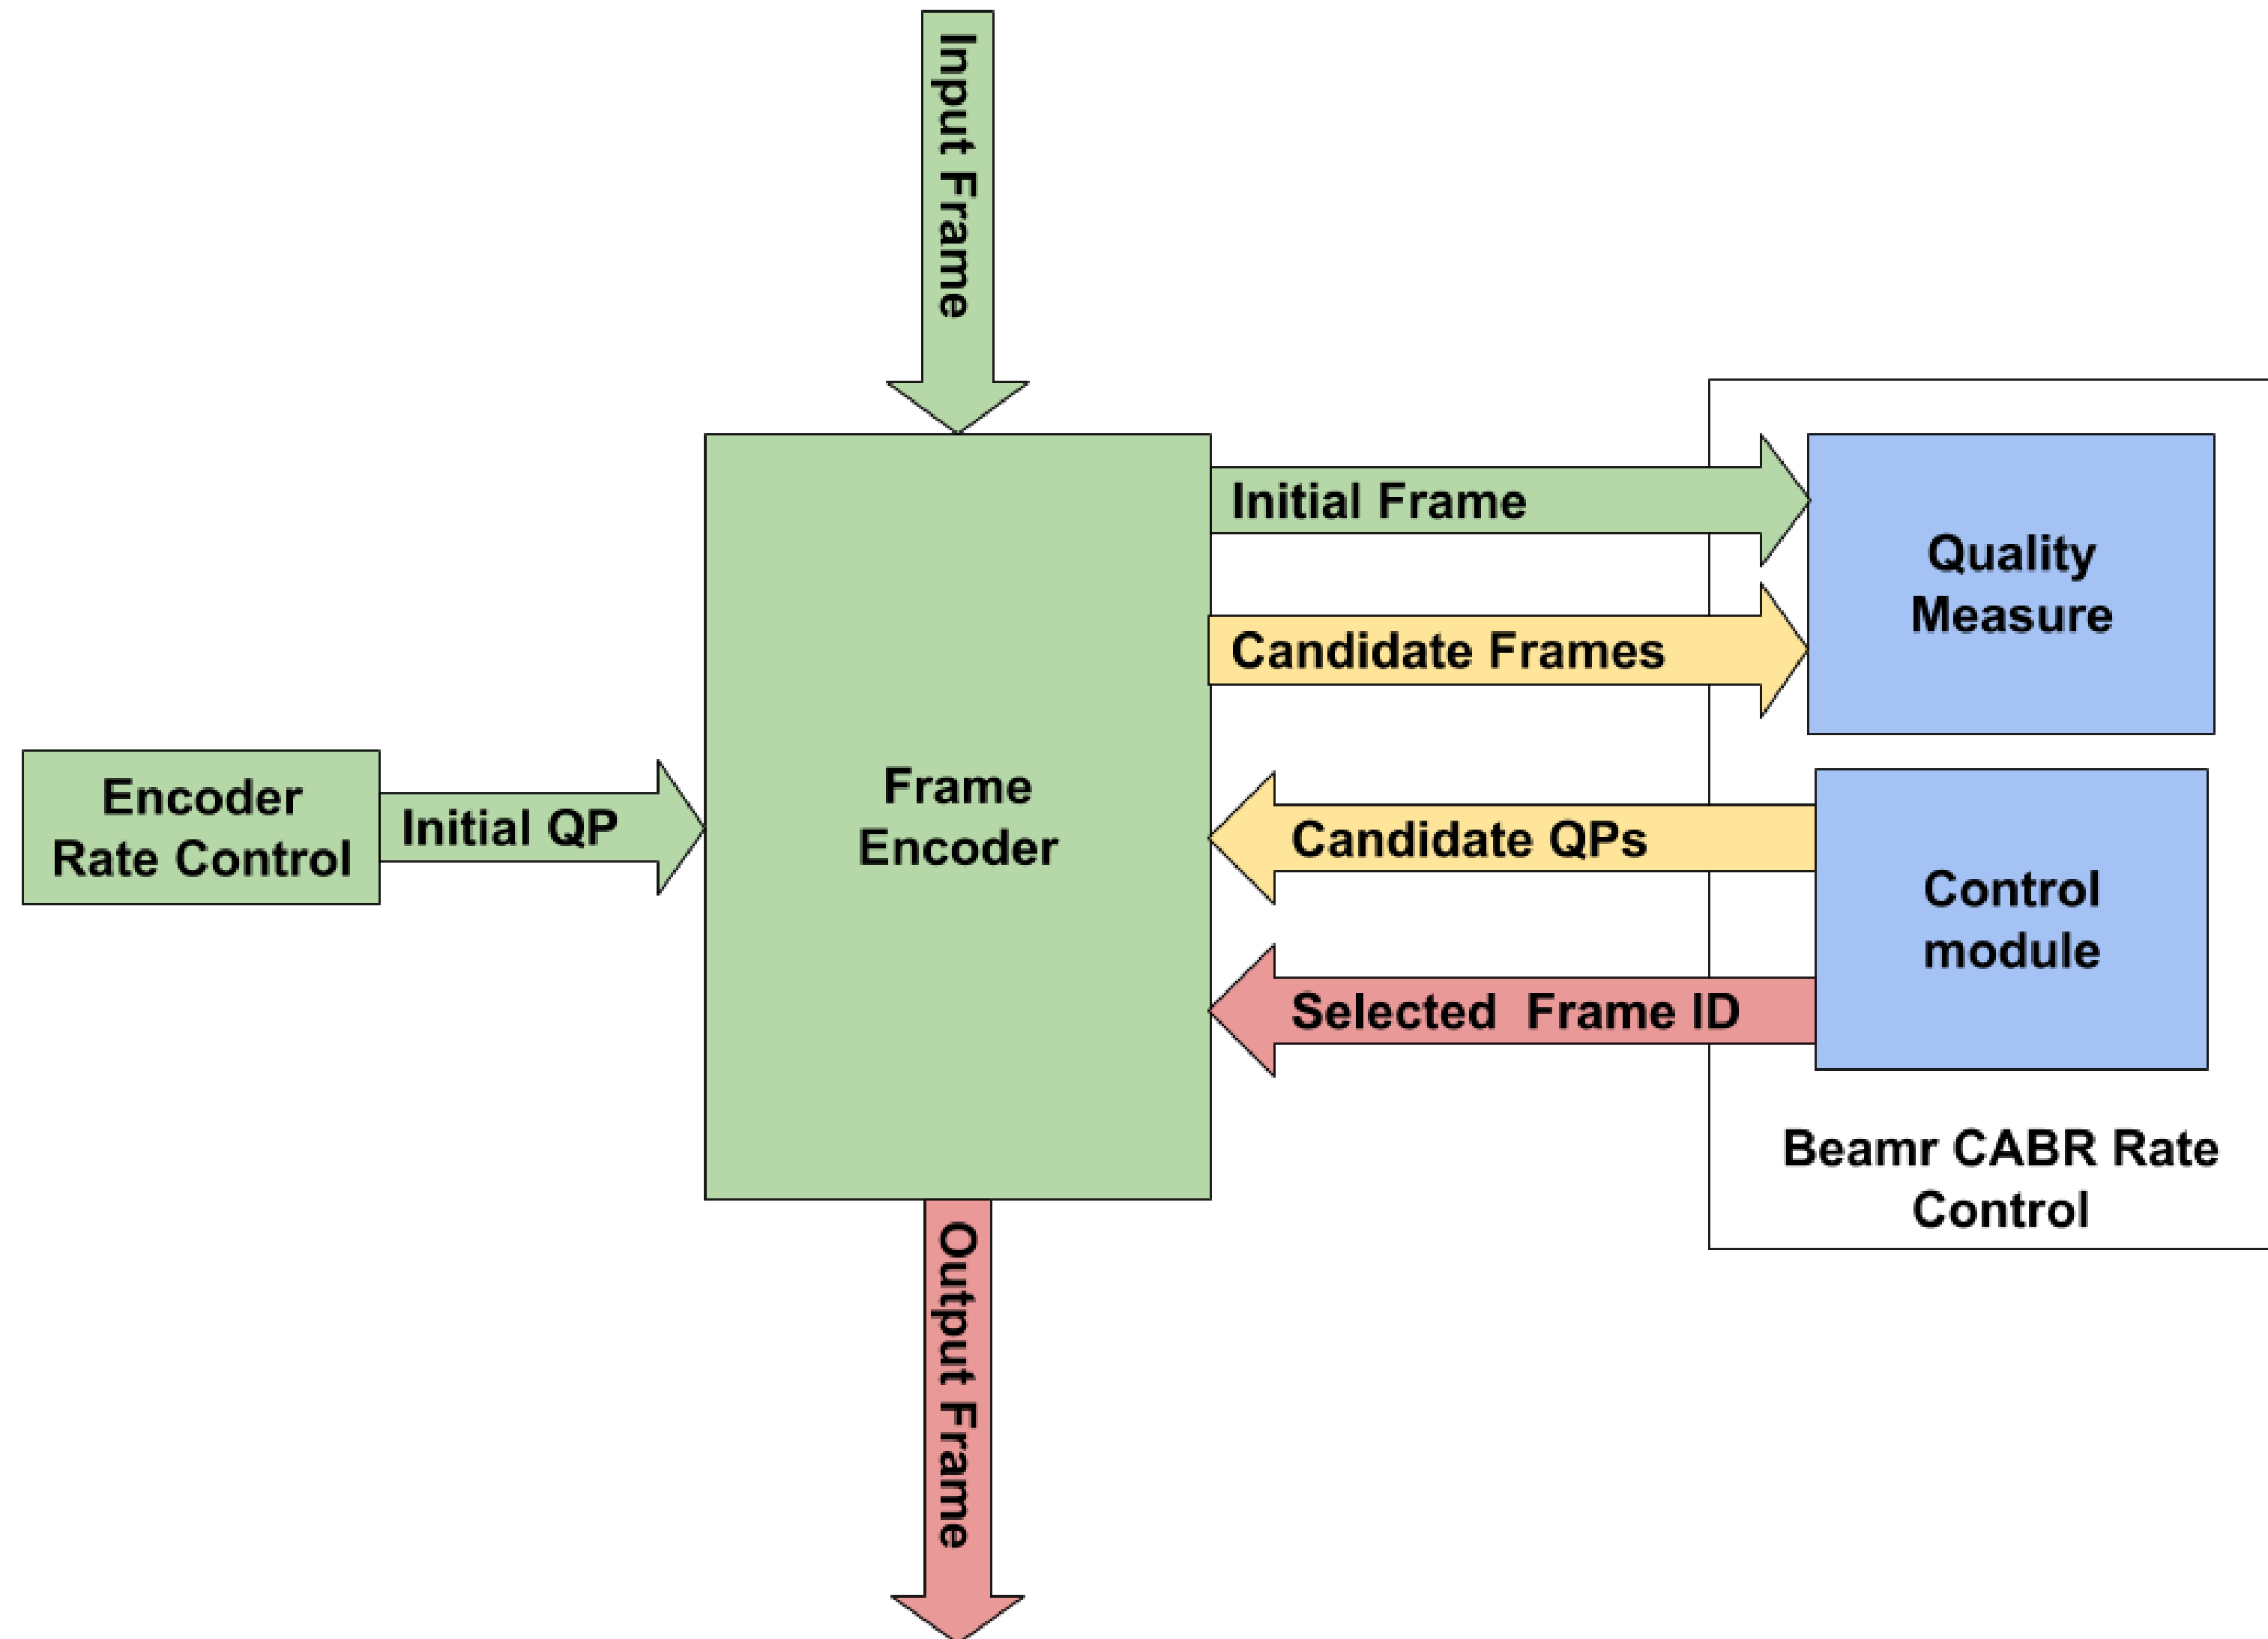 Input Frame
Initial Frame
Quality
Measure
Candidate Frames
Encoder
Rate Control
Initial QP
Frame
Encoder
Candidate QPs
Control
module
Selected  Frame ID
Beamr CABR Rate
Control
Output Frame